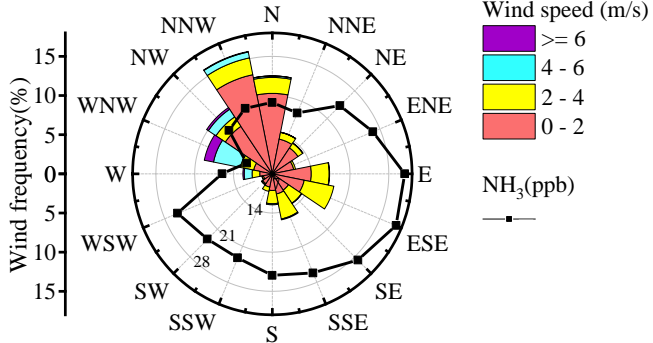 N
NNE
NE
ENE
E
ESE
SE
SSE
S
SSW
SW
WSW
W
WNW
NW
NNW
14
21
28
Wind frequency(%)
15
10
5
0
5
10
15
Wind speed (m/s)
>= 6
4 - 6
2 - 4
0 - 2
NH₃(ppb)